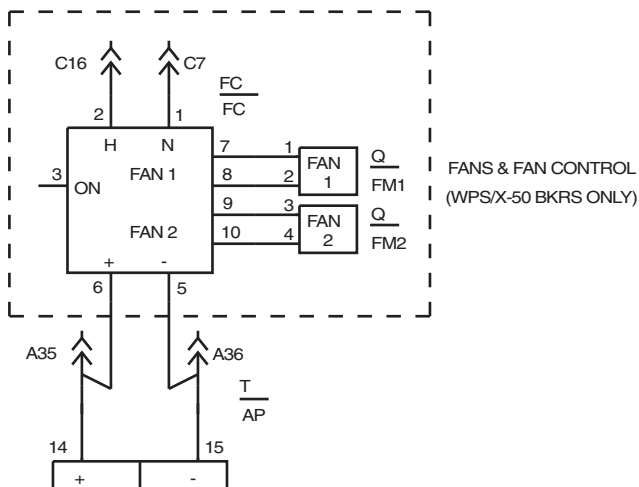 C16 C7
FC
FC
2 1
H N
3
ON
FAN 1
FAN 2
+ -
6 5
7
8
9
10
1
2
3
4
FAN
1
FAN
2
Q
FM1
Q
FM2
FANS & FAN CONTROL
(WPS/X-50 BKRS ONLY)
A35 A36
T
AP
14 15
+ -